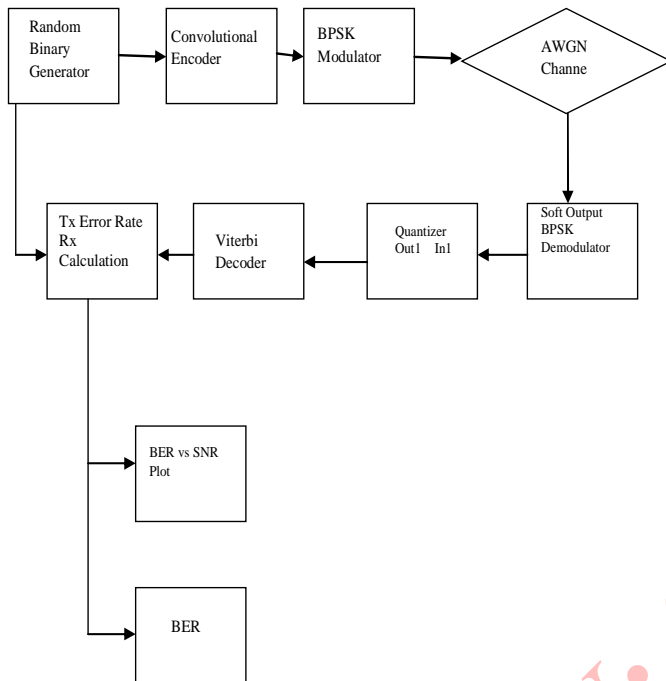 Random
Binary
Generator
Convolutional
Encoder
BPSK
Modulator
AWGN
Channe
Tx Error Rate
Rx
Calculation
Viterbi
Decoder
Quantizer
Out1 In1
Soft Output
BPSK
Demodulator
BER vs SNR
Plot
BER